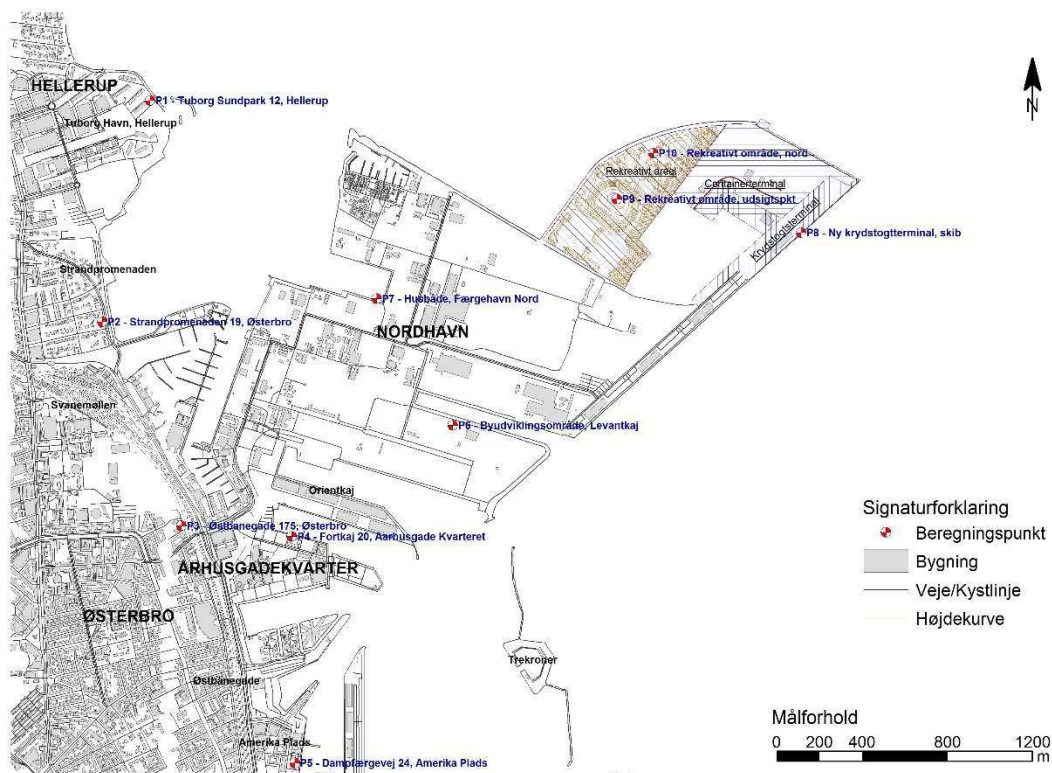 HELLERUP
P1 - Tuborg Sundpark 12, Hellerup
Tuborg Havn, Hellerup
N
P10 - Rekreativt område, nord
Rekreativt areal
Containerterminal
P9 - Rekreativt område, udsigtspkt
Krydstogtsterminal
P8 - Ny krydstogtterminal, skib
Strandpromenaden
P7 - Husbåde, Færgehavn Nord
P2 - Strandpromenaden 19, Østerbro
NORDHAVN
Svanemøllen
P6 - Byudviklingsområde, Levantkaj
Orientkaj
P3 - Østbanegade 175, Østerbro
P4 - Fortkaj 20, Aarhusgade Kvarteret
ÅRHUSGADEKVARTER
ØSTERBRO
Trekroner
Østbanegade
Amerika Plads
P5 - Dampfærgevej 24, Amerika Plads
Signaturforklaring
Beregningspunkt
Bygning
Veje/Kystlinje
Højdekurve
Målforhold
0 200 400 800 1200
m